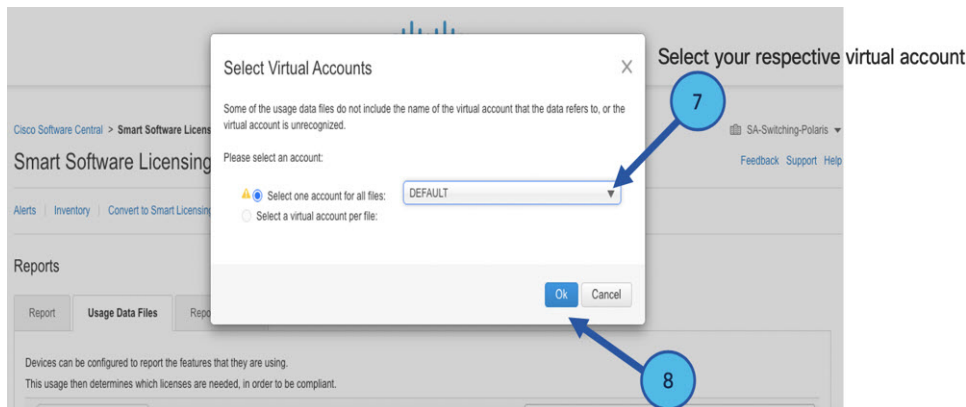 Select Virtual Accounts
X
Select your respective virtual account
7
Some of the usage data files do not include the name of the virtual account that the data refers to, or the
virtual account is unrecognized.
Cisco Software Central > Smart Software Licens
SA-Switching-Polaris
Smart Software Licensing
Feedback Support Help
Please select an account:
Select one account for all files:
DEFAULT
Select a virtual account per file:
Alerts | Inventory | Convert to Smart Licensing
Reports
Ok
Cancel
Report
Usage Data Files
Repo
Devices can be configured to report the features that they are using.
This usage then determines which licenses are needed, in order to be compliant.
8